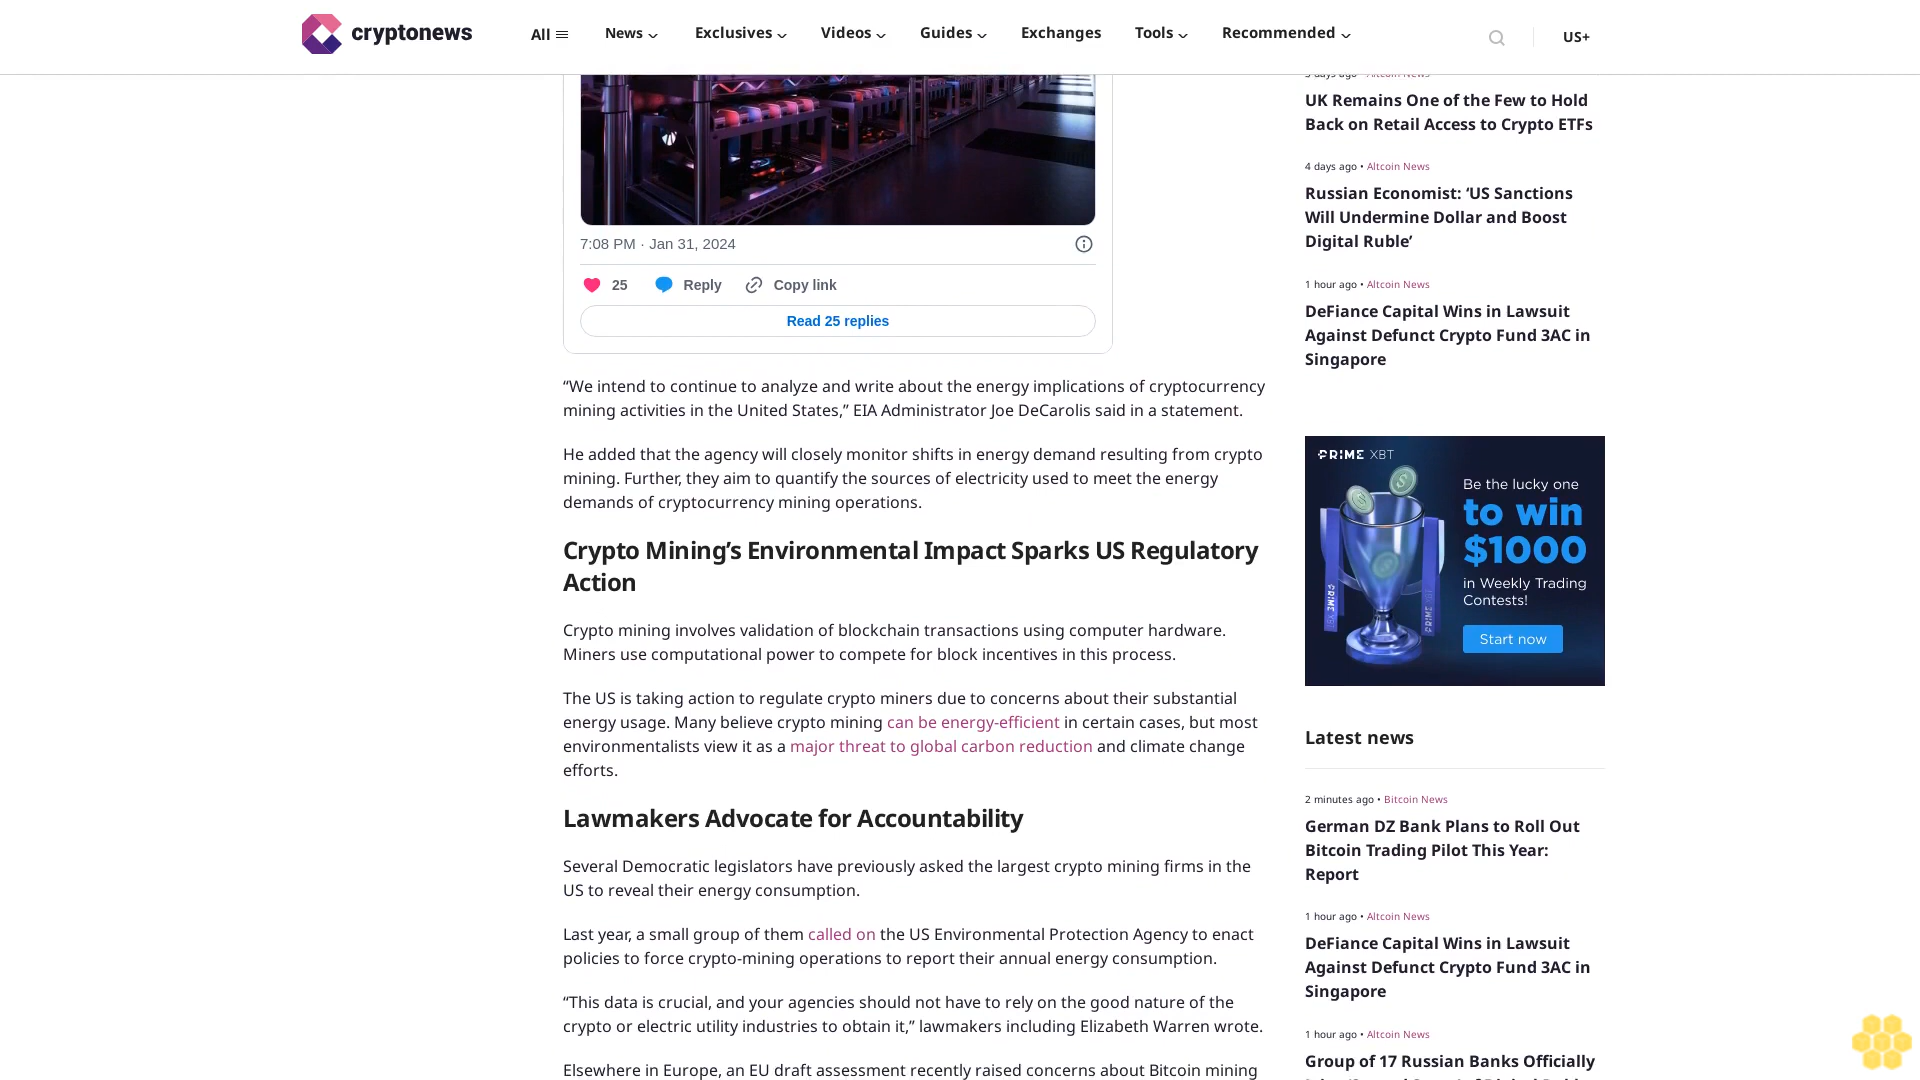 cryptonews
All
News
Exclusives
Videos
Guides
Exchanges
Tools
Recommended
US+
7:08 PM · Jan 31, 2024
25
Reply
Copy link
Read 25 replies
“We intend to continue to analyze and write about the energy implications of cryptocurrency
mining activities in the United States,” EIA Administrator Joe DeCarolis said in a statement.
He added that the agency will closely monitor shifts in energy demand resulting from crypto
mining. Further, they aim to quantify the sources of electricity used to meet the energy
demands of cryptocurrency mining operations.
Crypto Mining’s Environmental Impact Sparks US Regulatory
Action
Crypto mining involves validation of blockchain transactions using computer hardware.
Miners use computational power to compete for block incentives in this process.
The US is taking action to regulate crypto miners due to concerns about their substantial
energy usage. Many believe crypto mining can be energy-efficient in certain cases, but most
environmentalists view it as a major threat to global carbon reduction and climate change
efforts.
Lawmakers Advocate for Accountability
Several Democratic legislators have previously asked the largest crypto mining firms in the
US to reveal their energy consumption.
Last year, a small group of them called on the US Environmental Protection Agency to enact
policies to force crypto-mining operations to report their annual energy consumption.
“This data is crucial, and your agencies should not have to rely on the good nature of the
crypto or electric utility industries to obtain it,” lawmakers including Elizabeth Warren wrote.
Elsewhere in Europe, an EU draft assessment recently raised concerns about Bitcoin mining
days ago • Altcoin News
UK Remains One of the Few to Hold
Back on Retail Access to Crypto ETFs
4 days ago • Altcoin News
Russian Economist: ‘US Sanctions
Will Undermine Dollar and Boost
Digital Ruble’
1 hour ago • Altcoin News
DeFiance Capital Wins in Lawsuit
Against Defunct Crypto Fund 3AC in
Singapore
PRIME XBT
Be the lucky one
to win
$1000
in Weekly Trading
Contests!
Start now
Latest news
2 minutes ago • Bitcoin News
German DZ Bank Plans to Roll Out
Bitcoin Trading Pilot This Year:
Report
1 hour ago • Altcoin News
DeFiance Capital Wins in Lawsuit
Against Defunct Crypto Fund 3AC in
Singapore
1 hour ago • Altcoin News
Group of 17 Russian Banks Officially